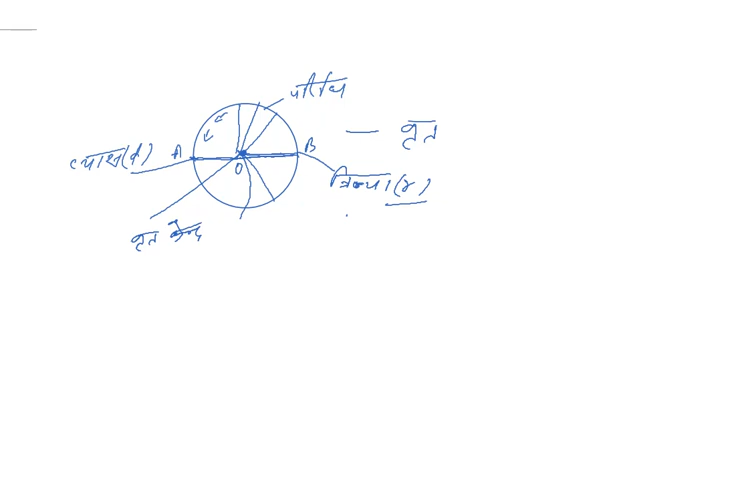 परिधि
वृत
व्यास(d)
A
B
O
त्रिज्या(r)
वृत केन्द्र